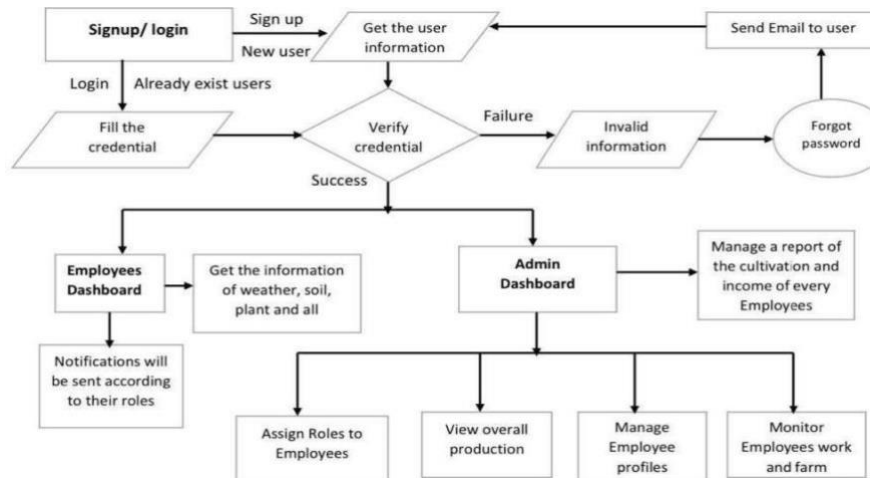 Signup/ login
Sign up
New user
Get the user
information
Send Email to user
Login
Already exist users
Fill the
credential
Verify
credential
Failure
Invalid
information
Forgot
password
Success
Employees
Dashboard
Get the information
of weather, soil,
plant and all
Admin
Dashboard
Manage a report of
the cultivation and
income of every
Employees
Notifications will
be sent according
to their roles
Assign Roles to
Employees
View overall
production
Manage
Employee
profiles
Monitor
Employees work
and farm